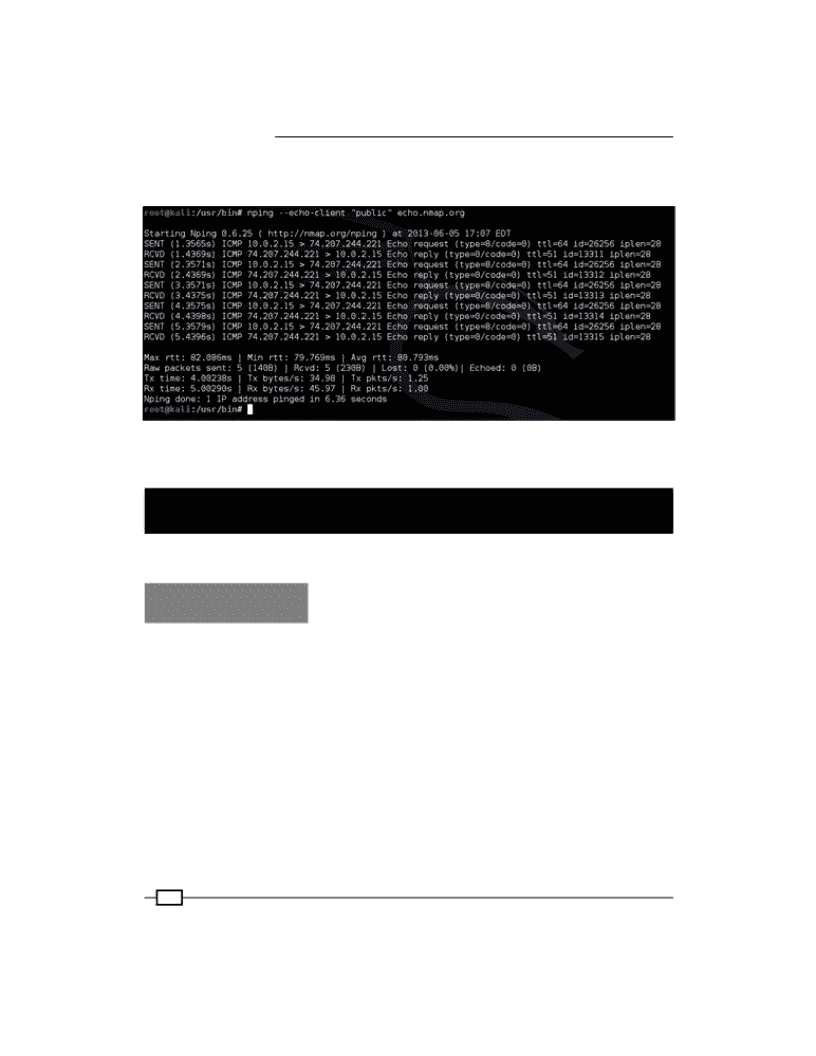 root@kali:/usr/bin# nping --echo-client "public" echo.nmap.org
Starting Nping 0.6.25 ( http://nmap.org/nping ) at 2013-06-05 17:07 EDT
SENT (1.3565s) ICMP 10.0.2.15 > 74.207.244.221 Echo request (type=8/code=0) ttl=64 id=26256 iplen=28
RCVD (1.4369s) ICMP 74.207.244.221 > 10.0.2.15 Echo reply (type=0/code=0) ttl=51 id=13311 iplen=28
SENT (2.3571s) ICMP 10.0.2.15 > 74.207.244.221 Echo request (type=8/code=0) ttl=64 id=26256 iplen=28
RCVD (2.4369s) ICMP 74.207.244.221 > 10.0.2.15 Echo reply (type=0/code=0) ttl=51 id=13312 iplen=28
SENT (3.3571s) ICMP 10.0.2.15 > 74.207.244.221 Echo request (type=8/code=0) ttl=64 id=26256 iplen=28
RCVD (3.4375s) ICMP 74.207.244.221 > 10.0.2.15 Echo reply (type=0/code=0) ttl=51 id=13313 iplen=28
SENT (4.3575s) ICMP 10.0.2.15 > 74.207.244.221 Echo request (type=8/code=0) ttl=64 id=26256 iplen=28
RCVD (4.4398s) ICMP 74.207.244.221 > 10.0.2.15 Echo reply (type=0/code=0) ttl=51 id=13314 iplen=28
SENT (5.3579s) ICMP 10.0.2.15 > 74.207.244.221 Echo request (type=8/code=0) ttl=64 id=26256 iplen=28
RCVD (5.4396s) ICMP 74.207.244.221 > 10.0.2.15 Echo reply (type=0/code=0) ttl=51 id=13315 iplen=28
Max rtt: 82.086ms | Min rtt: 79.769ms | Avg rtt: 80.793ms
Raw packets sent: 5 (140B) | Rcvd: 5 (230B) | Lost: 0 (0.00%)| Echoed: 0 (0B)
Tx time: 4.00238s | Tx bytes/s: 34.98 | Tx pkts/s: 1.25
Rx time: 5.00290s | Rx bytes/s: 45.97 | Rx pkts/s: 1.00
Nping done: 1 IP address pinged in 6.36 seconds
root@kali:/usr/bin#